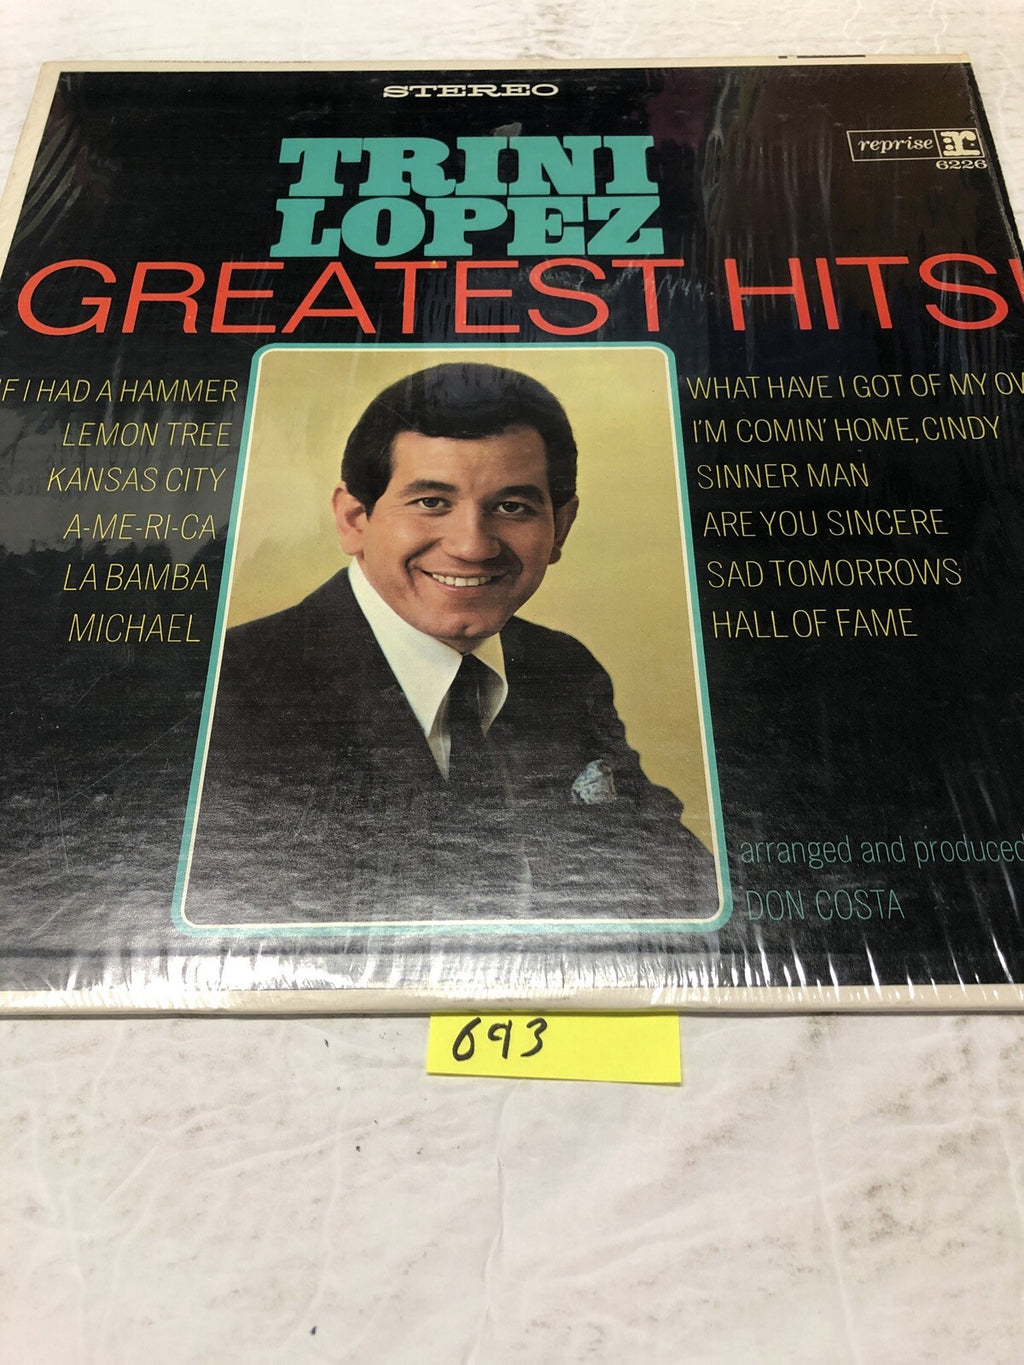 STEREO
reprise r:
6226
TRINI
LOPEZ
GREATEST HITS!
IF I HAD A HAMMER
LEMON TREE
KANSAS CITY
A-ME-RI-CA
LA BAMBA
MICHAEL
WHAT HAVE I GOT OF MY OW
I'M COMIN' HOME, CINDY
SINNER MAN
ARE YOU SINCERE
SAD TOMORROWS
HALL OF FAME
arranged and produced
DON COSTA
693